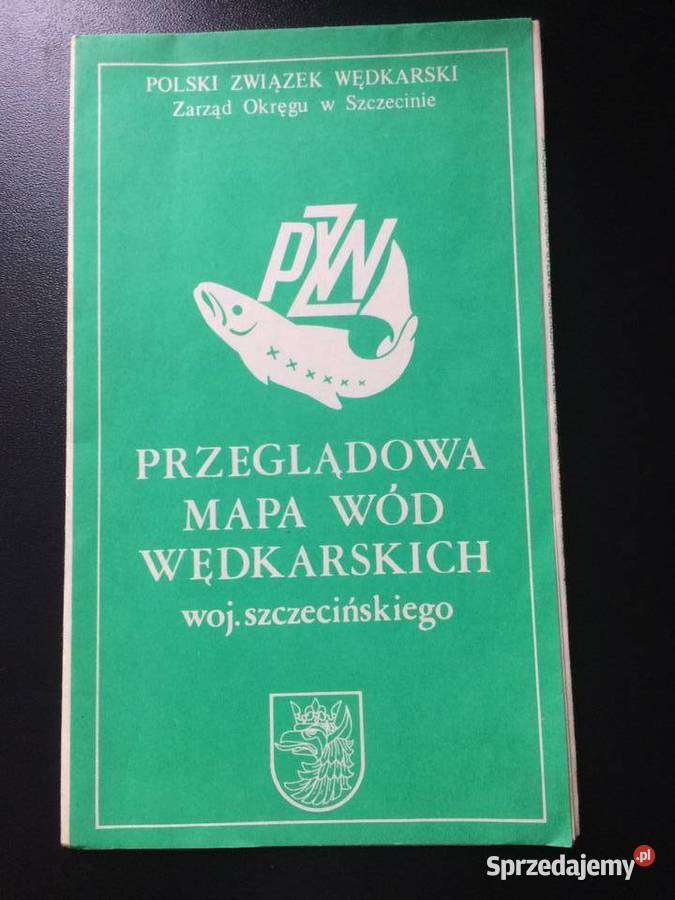 POLSKI ZWIĄZEK WĘDKARSKI
Zarząd Okręgu w Szczecinie
PZW
PRZEGLĄDOWA
MAPA WÓD
WĘDKARSKICH
woj. szczecińskiego
Sprzedajemy.pl